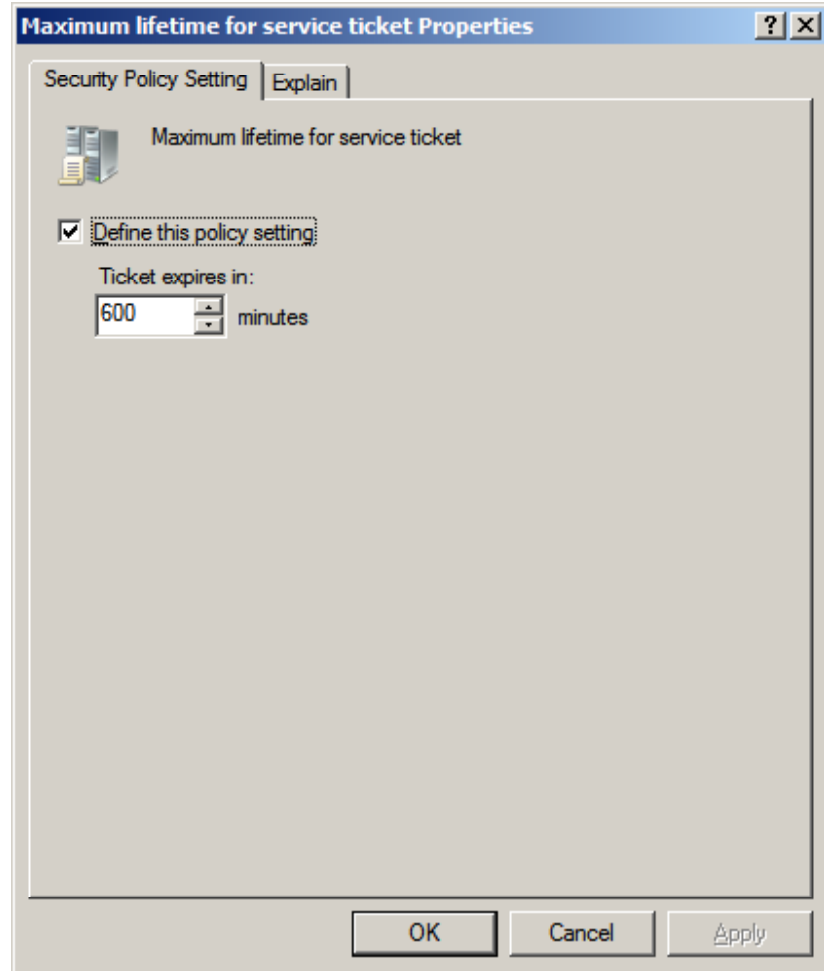 Maximum lifetime for service ticket Properties
Security Policy Setting
Explain
Maximum lifetime for service ticket
Define this policy setting
Ticket expires in:
600 minutes
OK Cancel Apply